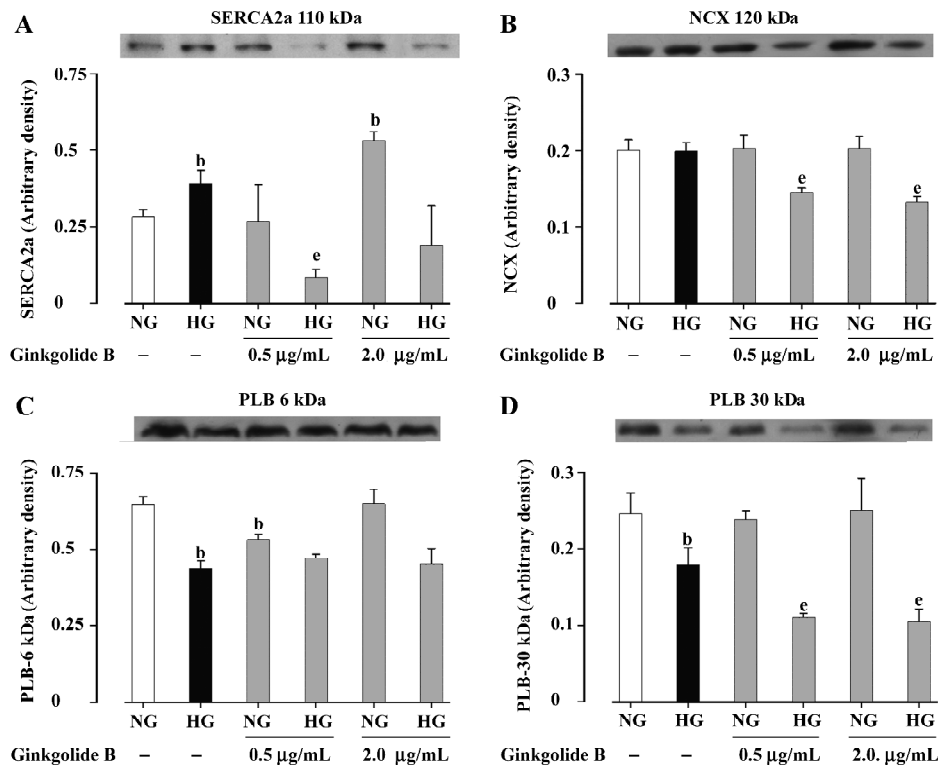 A
SERCA2a 110 kDa
SERCA2a (Arbitrary density)
0.75
0.5
0.25
0
b
e
b
NG HG NG HG NG HG
Ginkgolide B – – 0.5 µg/mL 2.0 µg/mL
B
NCX 120 kDa
NCX (Arbitrary density)
0.3
0.2
0.1
0
e
e
NG HG NG HG NG HG
Ginkgolide B – – 0.5 µg/mL 2.0 µg/mL
C
PLB 6 kDa
PLB-6 kDa (Arbitrary density)
0.75
0.5
0.25
0
b
b
NG HG NG HG NG HG
Ginkgolide B – – 0.5 µg/mL 2.0 µg/mL
D
PLB 30 kDa
PLB-30 kDa (Arbitrary density)
0.3
0.2
0.1
0
b
e
e
NG HG NG HG NG HG
Ginkgolide B – – 0.5 µg/mL 2.0. µg/mL